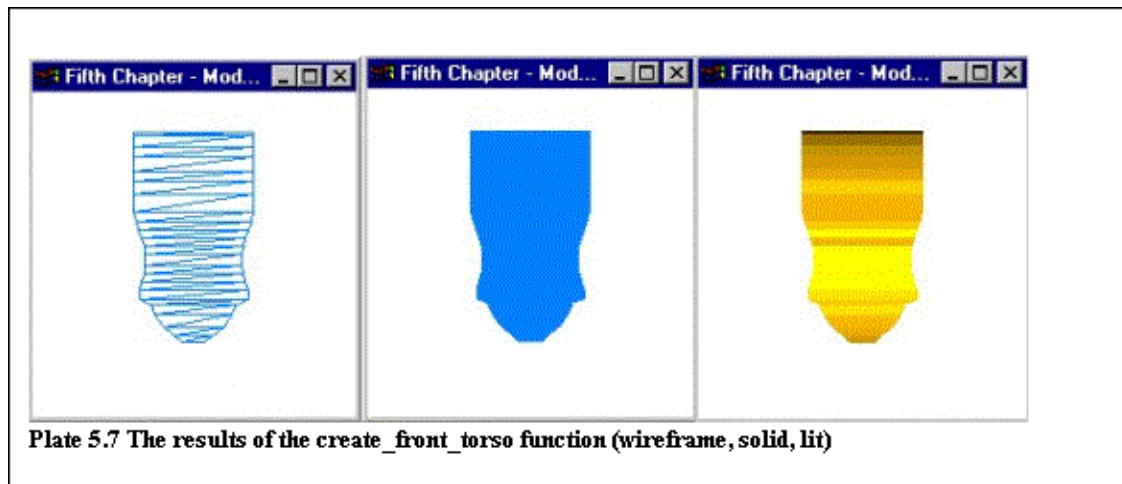 Fifth Chapter - Mod...
Fifth Chapter - Mod...
Fifth Chapter - Mod...
Plate 5.7 The results of the create_front_torso function (wireframe, solid, lit)